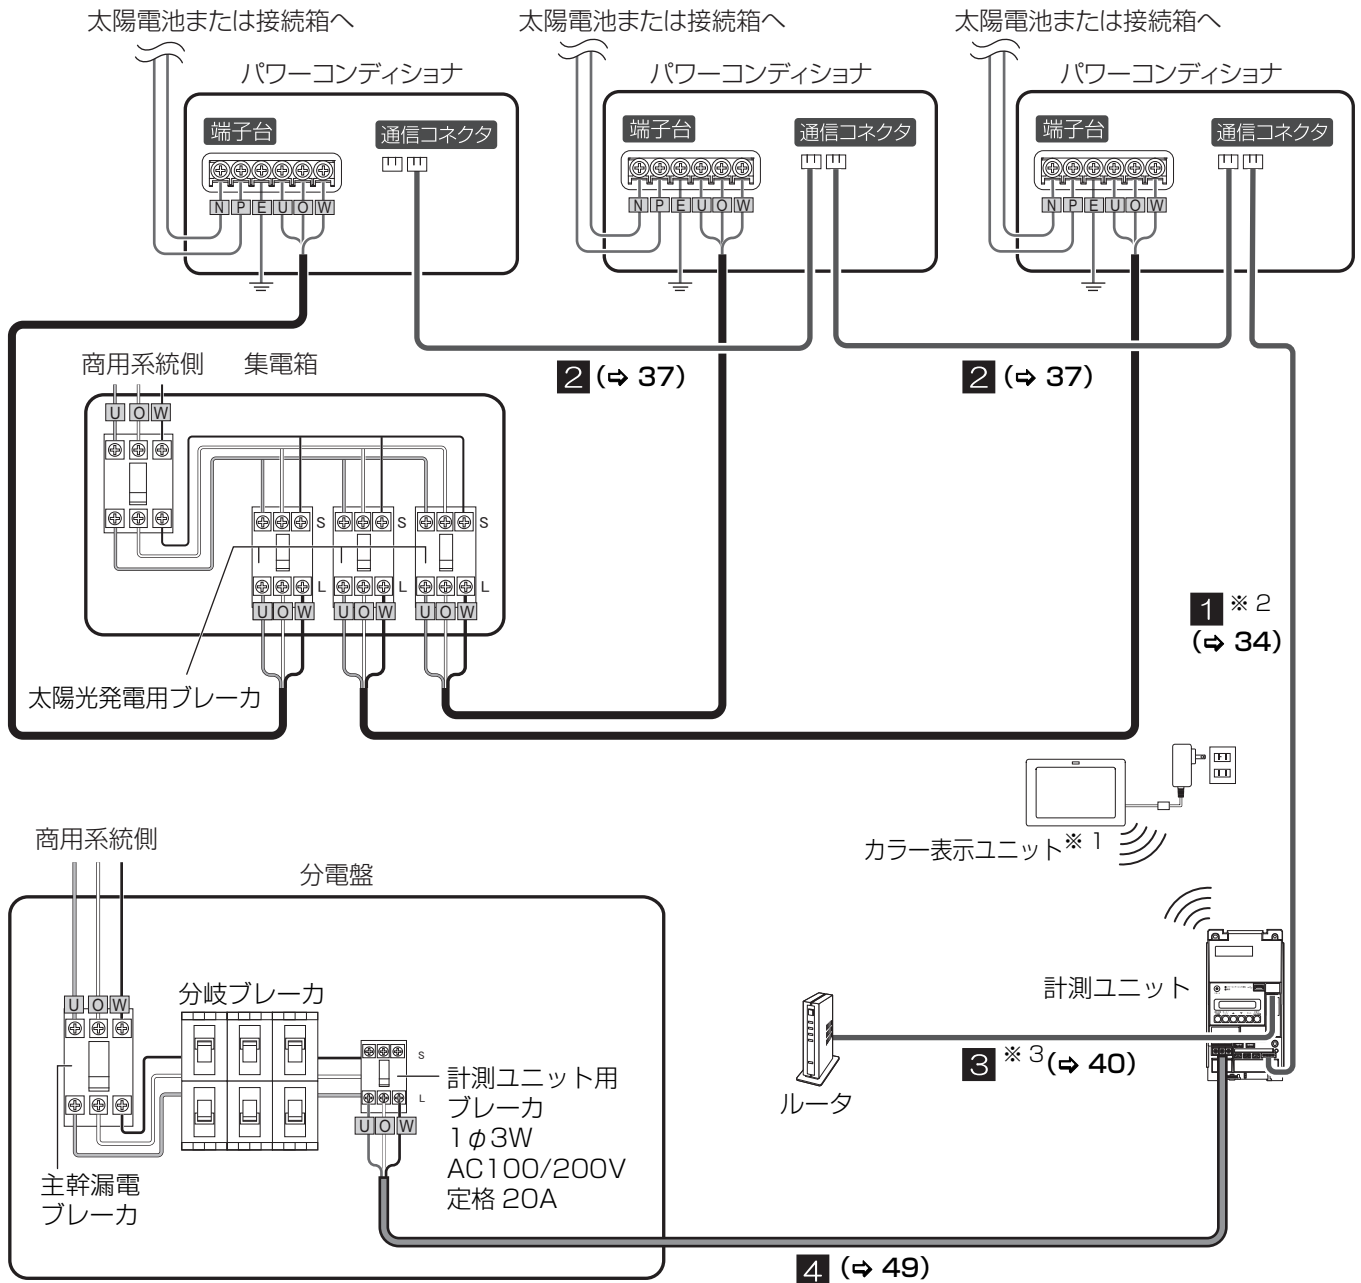 太陽電池または接続箱へ
太陽電池または接続箱へ
太陽電池または接続箱へ
パワーコンディショナ
パワーコンディショナ
パワーコンディショナ
端子台
通信コネクタ
端子台
通信コネクタ
端子台
通信コネクタ
N P E U O W
N P E U O W
N P E U O W
商用系統側
集電箱
2 (⇨ 37)
2 (⇨ 37)
U O W
S
S
S
L
L
L
U O W
U O W
U O W
太陽光発電用ブレーカ
1 ※2
(⇨ 34)
カラー表示ユニット※1
商用系統側
分電盤
U O W
分岐ブレーカ
S
L
計測ユニット用
ブレーカ
1φ3W
AC100/200V
定格 20A
U O W
主幹漏電
ブレーカ
計測ユニット
ルータ
3 ※3(⇨ 40)
4 (⇨ 49)